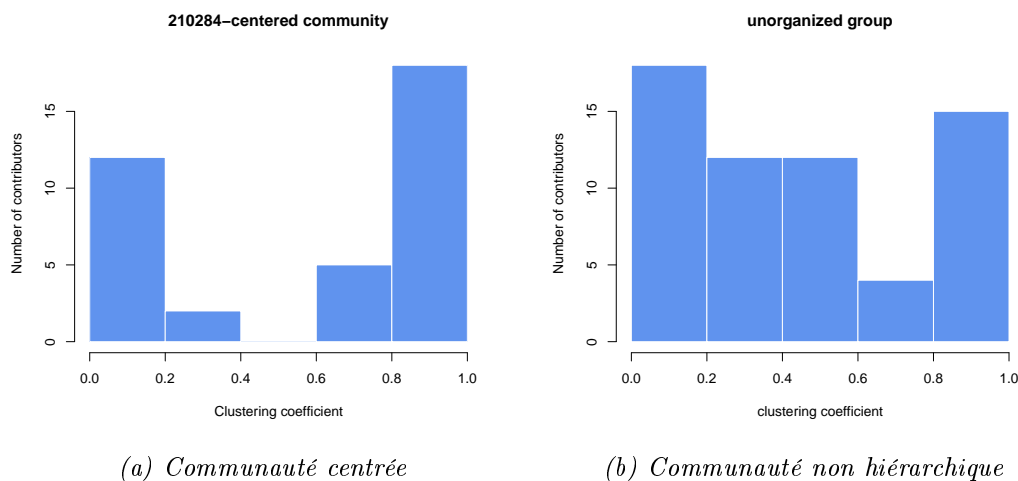 210284–centered community
Number of contributors
15
10
5
0
0.0 0.2 0.4 0.6 0.8 1.0
Clustering coefficient
(a) Communauté centrée
unorganized group
Number of contributors
15
10
5
0
0.0 0.2 0.4 0.6 0.8 1.0
clustering coefficient
(b) Communauté non hiérarchique